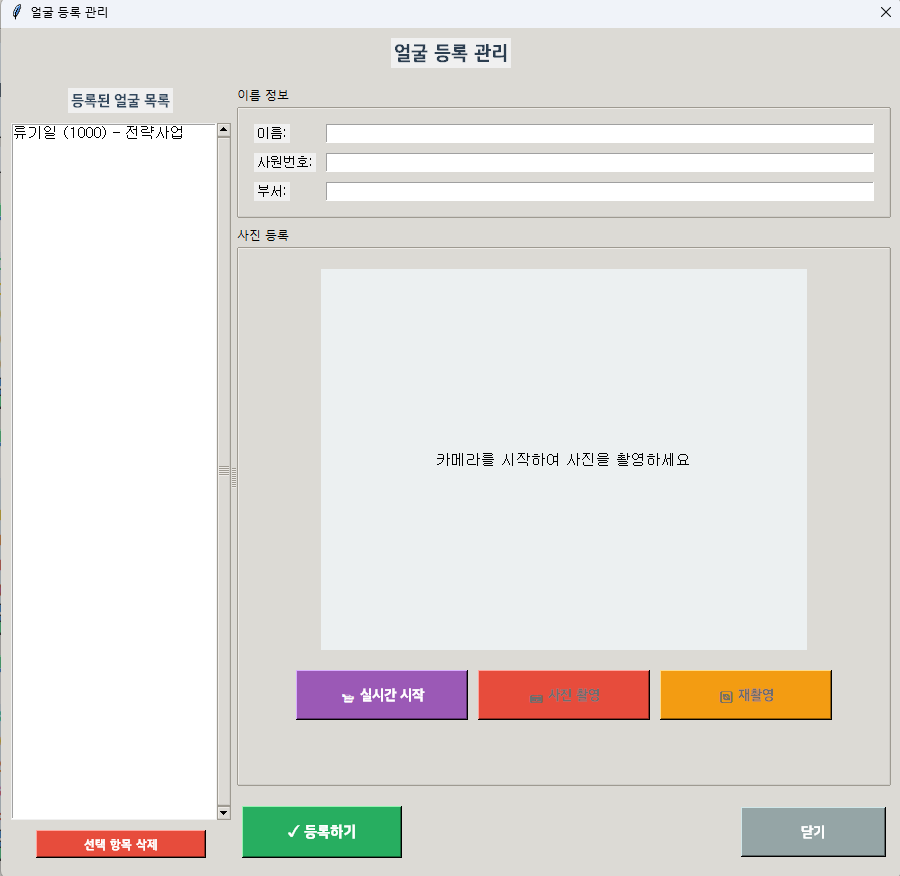 얼굴 등록 관리
얼굴 등록 관리
등록된 얼굴 목록
류기일 (1000) - 전략사업
선택 항목 삭제
이름 정보
이름:
사원번호:
부서:
사진 등록
카메라를 시작하여 사진을 촬영하세요
실시간 시작
사진 촬영
재촬영
✓ 등록하기
닫기